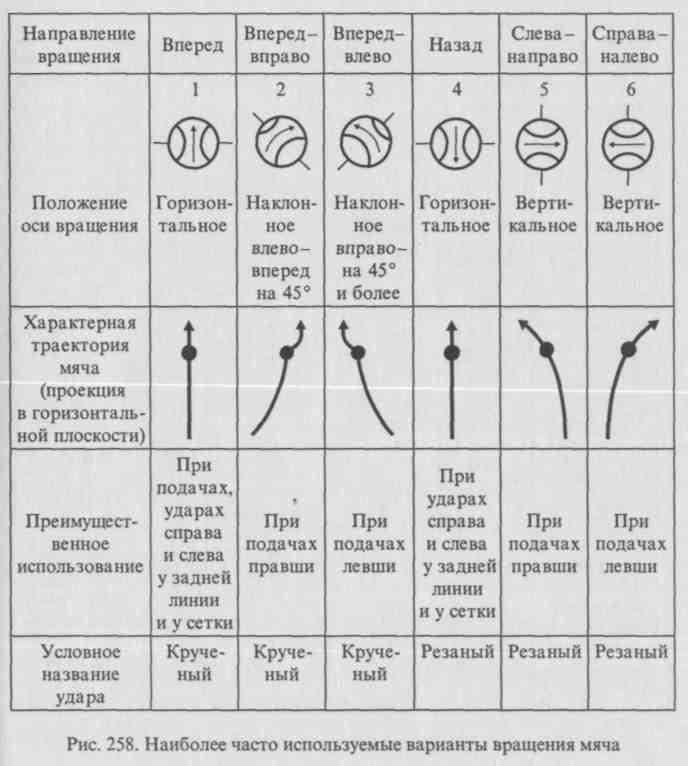 Направление
вращения
Вперед
Вперед–
вправо
Вперед–
влево
Назад
Слева–
направо
Справа–
налево
Положение
оси вращения
1
Горизон-
тальное
2
Наклон-
ное
влево–
вперед
на 45°
3
Наклон-
ное
вправо–
на 45°
и более
4
Горизон-
тальное
5
Верти-
кальное
6
Верти-
кальное
Характерная
траектория
мяча
(проекция
в горизонталь-
ной плоскости)
Преимущест-
венное
использование
При
подачах,
ударах
справа
и слева
у задней
линии
и у сетки
При
подачах
правши
При
подачах
левши
При
ударах
справа
и слева
у задней
линии
и у сетки
При
подачах
правши
При
подачах
левши
Условное
название
удара
Круче-
ный
Круче-
ный
Круче-
ный
Резаный
Резаный
Резаный
Рис. 258. Наиболее часто используемые варианты вращения мяча